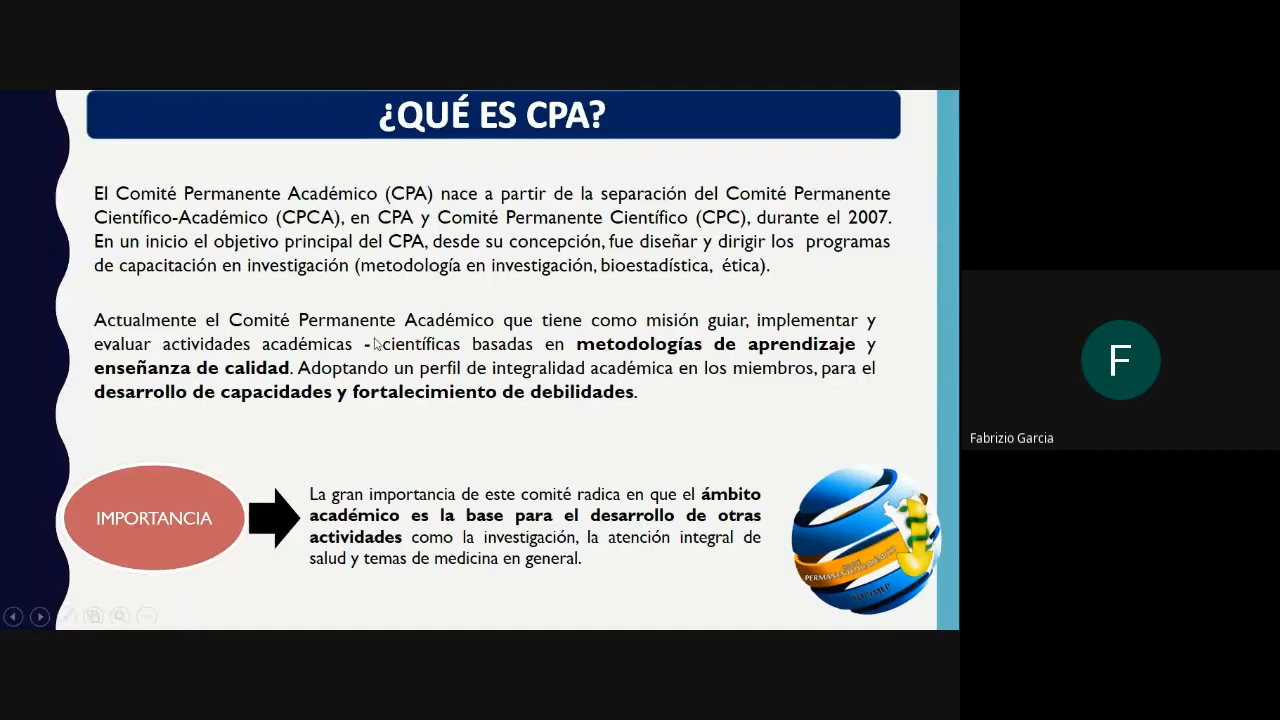 ¿QUÉ ES CPA?
El Comité Permanente Académico (CPA) nace a partir de la separación del Comité Permanente
Científico-Académico (CPCA), en CPA y Comité Permanente Científico (CPC), durante el 2007.
En un inicio el objetivo principal del CPA, desde su concepción, fue diseñar y dirigir los programas
de capacitación en investigación (metodología en investigación, bioestadística, ética).
Actualmente el Comité Permanente Académico que tiene como misión guiar, implementar y
evaluar actividades académicas -científicas basadas en metodologías de aprendizaje y
enseñanza de calidad. Adoptando un perfil de integralidad académica en los miembros, para el
desarrollo de capacidades y fortalecimiento de debilidades.
IMPORTANCIA
La gran importancia de este comité radica en que el ámbito
académico es la base para el desarrollo de otras
actividades como la investigación, la atención integral de
salud y temas de medicina en general.
PERMANENTE ACADÉMICO
F
Fabrizio Garcia